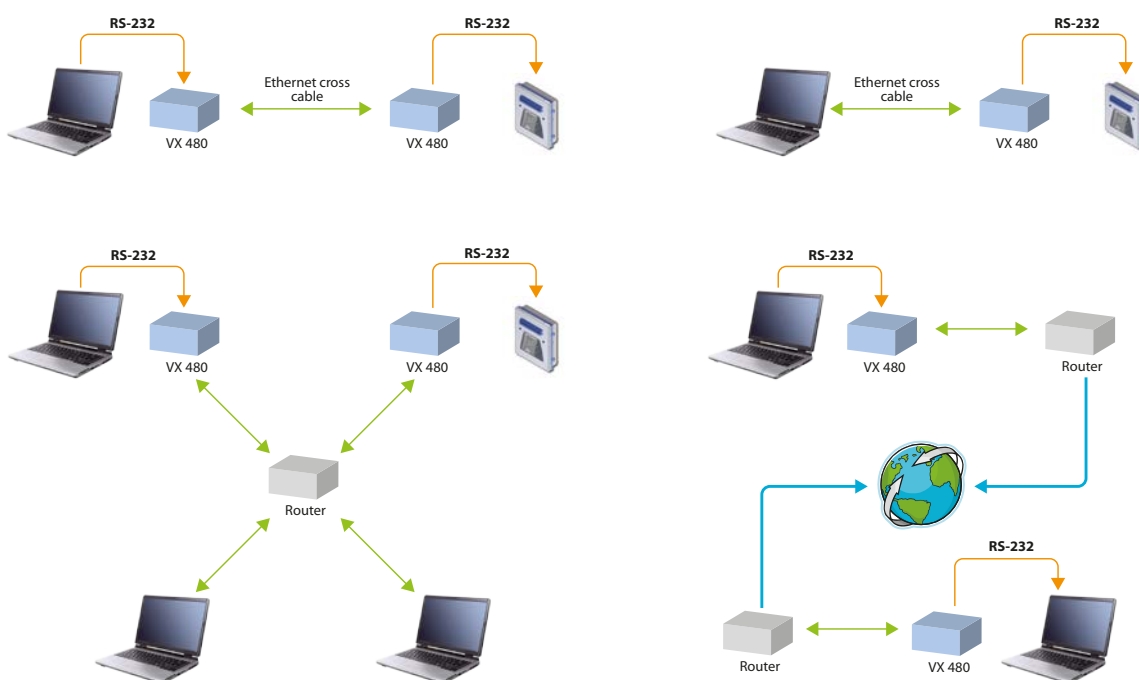 RS-232
VX 480
Ethernet cross
cable
RS-232
VX 480
Ethernet cross
cable
RS-232
VX 480
RS-232
VX 480
RS-232
VX 480
Router
RS-232
VX 480
Router
RS-232
Router
VX 480